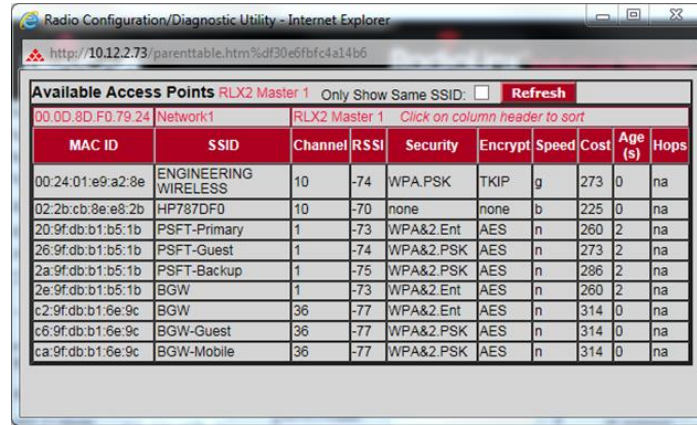 Radio Configuration/Diagnostic Utility - Internet Explorer
http://10.12.2.73/parenttable.htm%df30e6fbfc4a14b6
Available Access Points RLX2 Master 1 Only Show Same SSID: Refresh
00.0D.8D.F0.79.24 Network1 RLX2 Master 1 Click on column header to sort
MAC ID SSID Channel RSSI Security Encrypt Speed Cost Age (s) Hops
00:24:01:e9:a2:8e ENGINEERING WIRELESS 10 -74 WPA.PSK TKIP g 273 0 na
02:2b:cb:8e:e8:2b HP787DF0 10 -70 none none b 225 0 na
20:9f:db:b1:b5:1b PSFT-Primary 1 -73 WPA&2.Ent AES n 260 2 na
26:9f:db:b1:b5:1b PSFT-Guest 1 -74 WPA&2.PSK AES n 273 2 na
2a:9f:db:b1:b5:1b PSFT-Backup 1 -75 WPA&2.PSK AES n 286 2 na
2e:9f:db:b1:b5:1b BGW 1 -73 WPA&2.Ent AES n 260 2 na
c2:9f:db:b1:6e:9c BGW 36 -77 WPA&2.Ent AES n 314 0 na
c6:9f:db:b1:6e:9c BGW-Guest 36 -77 WPA&2.PSK AES n 314 0 na
ca:9f:db:b1:6e:9c BGW-Mobile 36 -77 WPA&2.PSK AES n 314 0 na